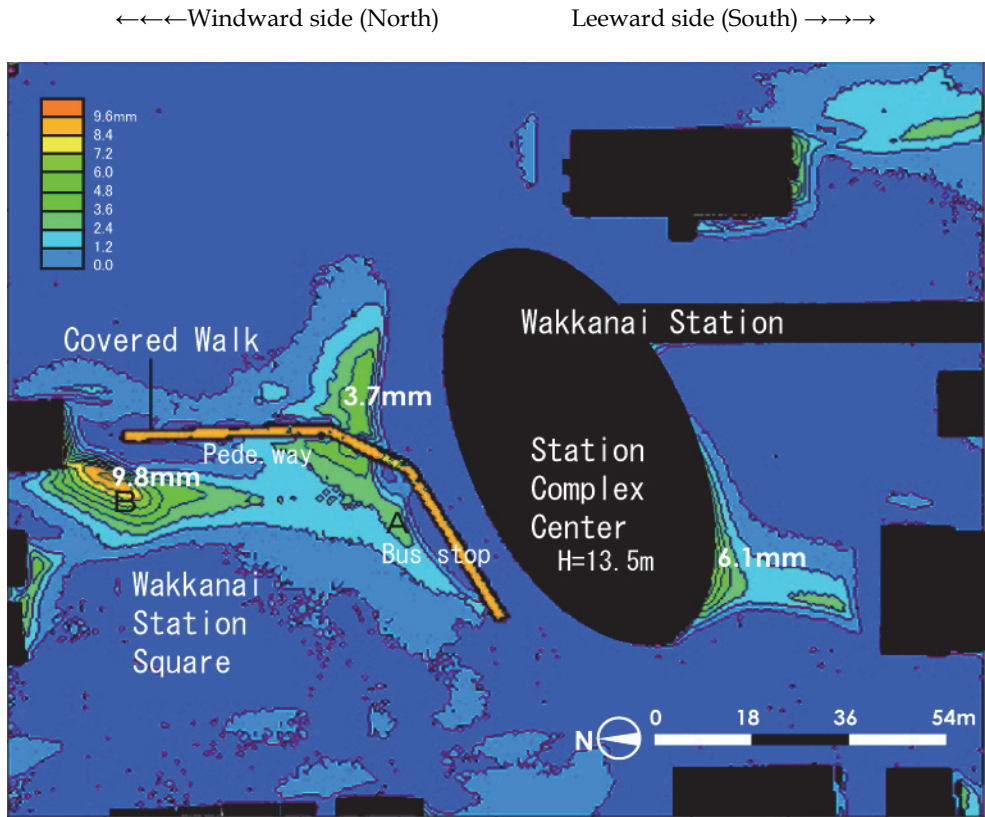 ←←←Windward side (North) Leeward side (South) →→→
9.6mm
8.4
7.2
6.0
4.8
3.6
2.4
1.2
0.0
Wakkanai Station
Covered Walk
3.7mm
Pede.way
9.8mm
B
A
Bus stop
Station
Complex
Center
H=13.5m
6.1mm
Wakkanai
Station
Square
N
0 18 36 54m